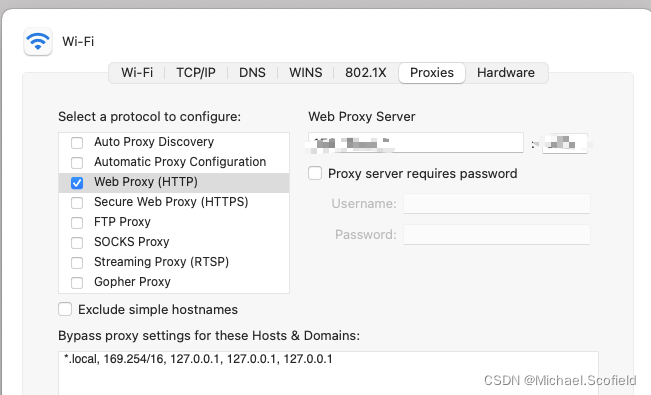 Wi-Fi
Wi-Fi TCP/IP DNS WINS 802.1X Proxies Hardware
Select a protocol to configure:
Auto Proxy Discovery
Automatic Proxy Configuration
Web Proxy (HTTP)
Secure Web Proxy (HTTPS)
FTP Proxy
SOCKS Proxy
Streaming Proxy (RTSP)
Gopher Proxy
Exclude simple hostnames
Web Proxy Server
:
Proxy server requires password
Username:
Password:
Bypass proxy settings for these Hosts & Domains:
*.local, 169.254/16, 127.0.0.1, 127.0.0.1, 127.0.0.1
CSDN @Michael.Scofield